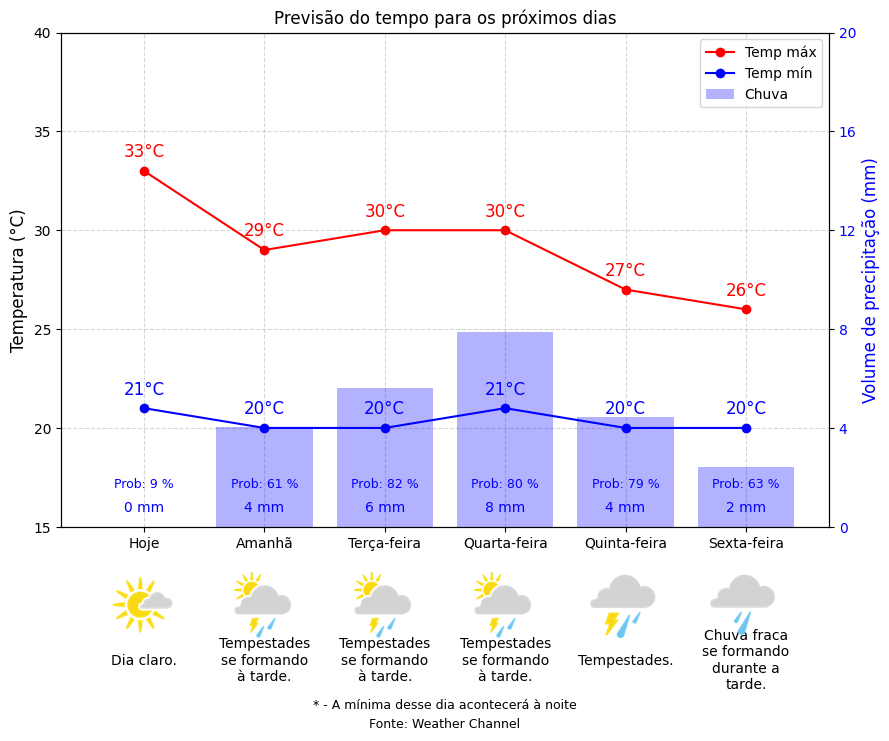 Previsão do tempo para os próximos dias
40
35
30
25
20
15
Temperatura (°C)
20
16
12
8
4
0
Volume de precipitação (mm)
Temp máx
Temp mín
Chuva
33°C
29°C
30°C
30°C
27°C
26°C
21°C
20°C
20°C
21°C
20°C
20°C
Prob: 9 %
Prob: 61 %
Prob: 82 %
Prob: 80 %
Prob: 79 %
Prob: 63 %
0 mm
4 mm
6 mm
8 mm
4 mm
2 mm
Hoje
Amanhã
Terça-feira
Quarta-feira
Quinta-feira
Sexta-feira
Dia claro.
Tempestades
se formando
à tarde.
Tempestades
se formando
à tarde.
Tempestades
se formando
à tarde.
Tempestades.
Chuva fraca
se formando
durante a
tarde.
* - A mínima desse dia acontecerá à noite
Fonte: Weather Channel